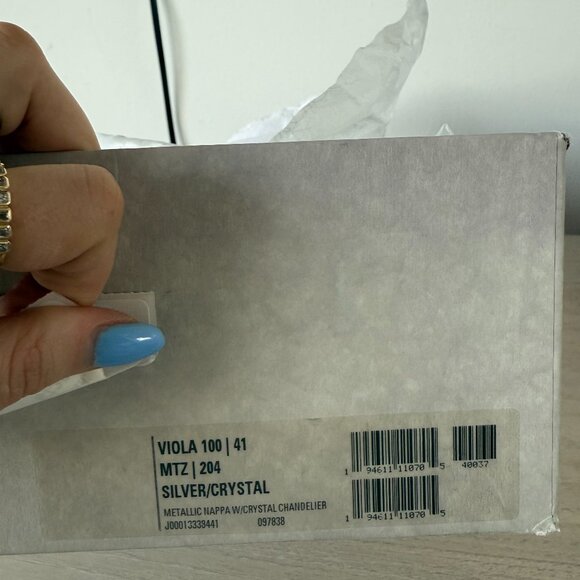 VIOLA 100 | 41
MTZ | 204
SILVER/CRYSTAL
METALLIC NAPPA W/CRYSTAL CHANDELIER
J00013339441 097838
1 94611 11070 5
40037
1 94611 11070 5